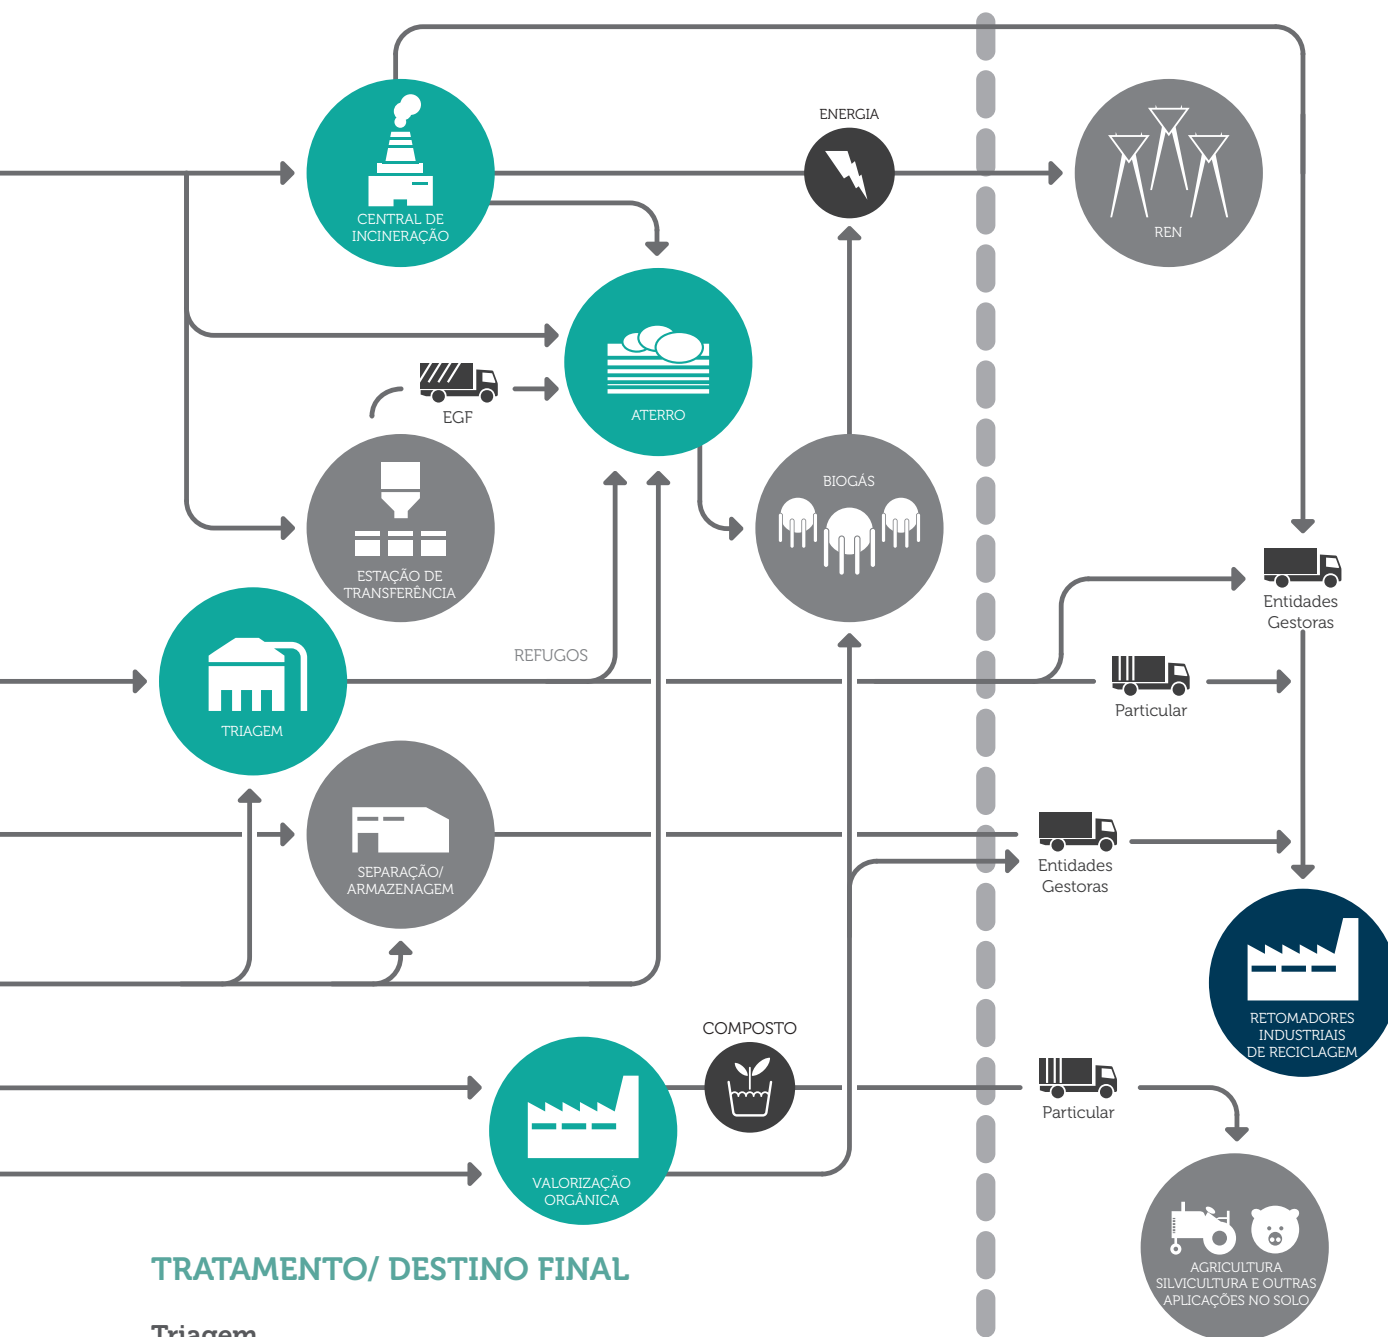 ENERGIA
CENTRAL DE
INCINERAÇÃO
REN
EGF
ATERRO
BIOGÁS
ESTAÇÃO DE
TRANSFERÊNCIA
Entidades
Gestoras
REFUGOS
Particular
TRIAGEM
SEPARAÇÃO/
ARMAZENAGEM
Entidades
Gestoras
RETOMADORES
INDUSTRIAIS
DE RECICLAGEM
COMPOSTO
Particular
VALORIZAÇÃO
ORGÂNICA
AGRICULTURA
SILVICULTURA E OUTRAS
APLICAÇÕES NO SOLO
TRATAMENTO/ DESTINO FINAL
Triagem